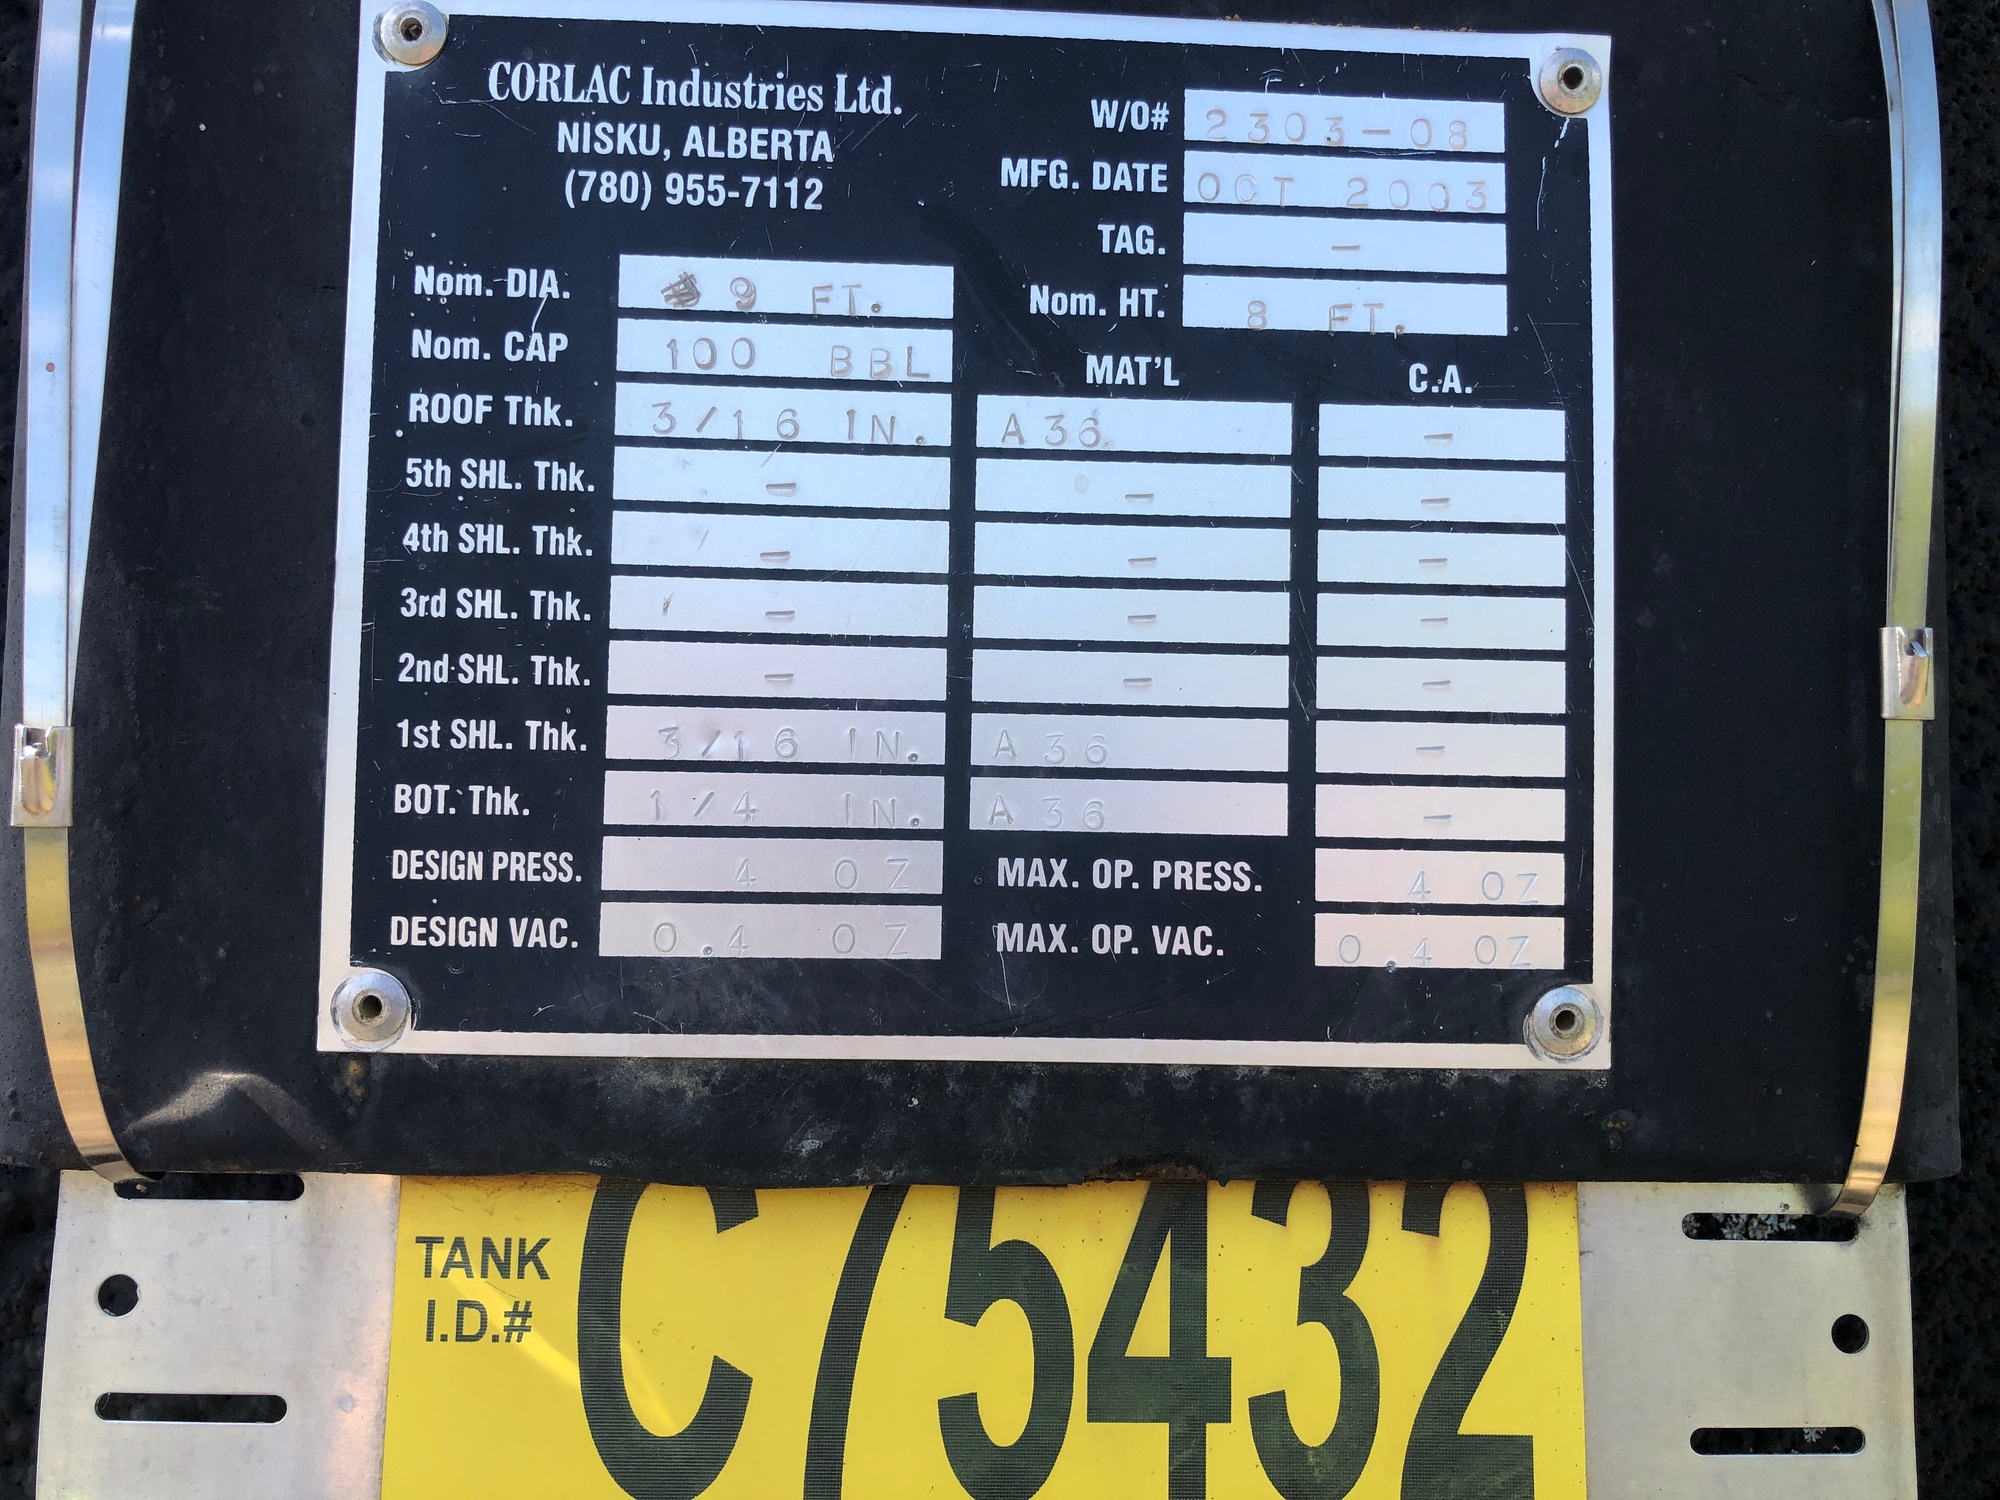 CORLAC Industries Ltd.
NISKU, ALBERTA
(780) 955-7112
W/O# 2303-08
MFG. DATE OCT 2003
TAG. -
Nom. DIA. 9 FT.
Nom. HT. 8 FT.
Nom. CAP 100 BBL
MAT'L C.A.
ROOF Thk. 3/16 IN. A36 -
5th SHL. Thk. - - -
4th SHL. Thk. - - -
3rd SHL. Thk. - - -
2nd SHL. Thk. - - -
1st SHL. Thk. 3/16 IN. A36 -
BOT. Thk. 1/4 IN. A36 -
DESIGN PRESS. 4 OZ MAX. OP. PRESS. 4 OZ
DESIGN VAC. 0.4 OZ MAX. OP. VAC. 0.4 OZ
TANK
I.D.#
C75432